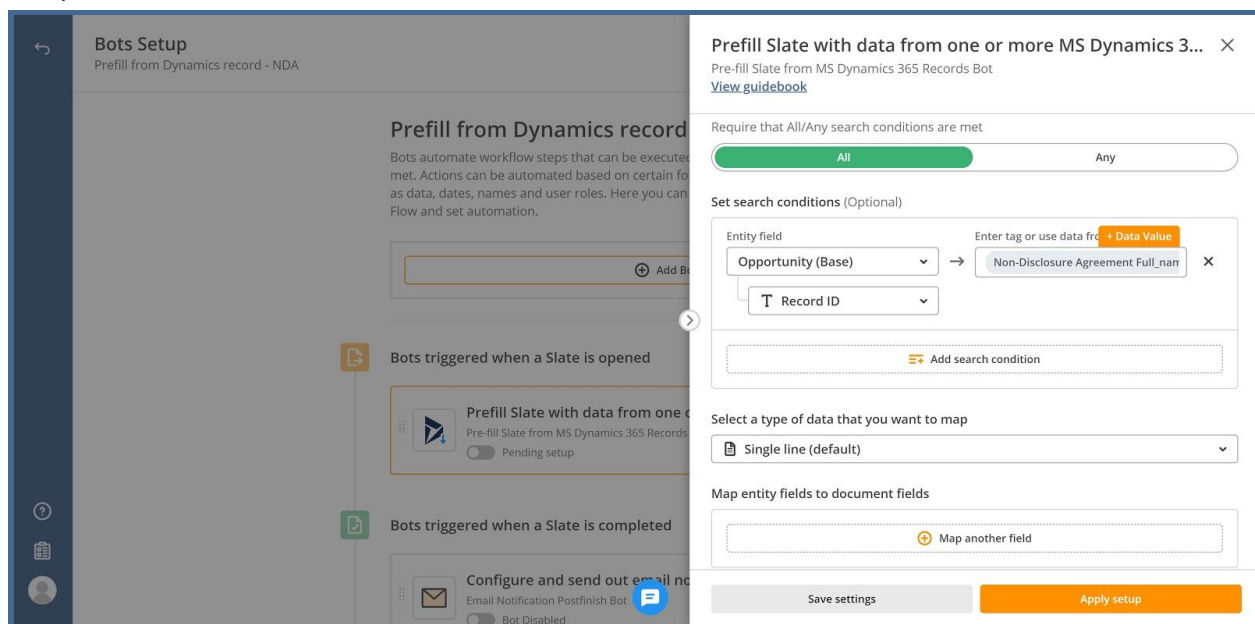 Bots Setup
Prefill from Dynamics record - NDA
Prefill from Dynamics record
Bots automate workflow steps that can be executed
met. Actions can be automated based on certain fo
as data, dates, names and user roles. Here you can
Flow and set automation.
Add Bo
Bots triggered when a Slate is opened
Prefill Slate with data from one o
Pre-fill Slate from MS Dynamics 365 Records
Pending setup
Bots triggered when a Slate is completed
Configure and send out email no
Email Notification Postfinish Bot
Bot Disabled
Prefill Slate with data from one or more MS Dynamics 3...
Pre-fill Slate from MS Dynamics 365 Records Bot
View guidebook
Require that All/Any search conditions are met
All Any
Set search conditions (Optional)
Entity field Enter tag or use data fro + Data Value
Opportunity (Base) Non-Disclosure Agreement Full_nam
T Record ID
Add search condition
Select a type of data that you want to map
Single line (default)
Map entity fields to document fields
Map another field
Save settings Apply setup